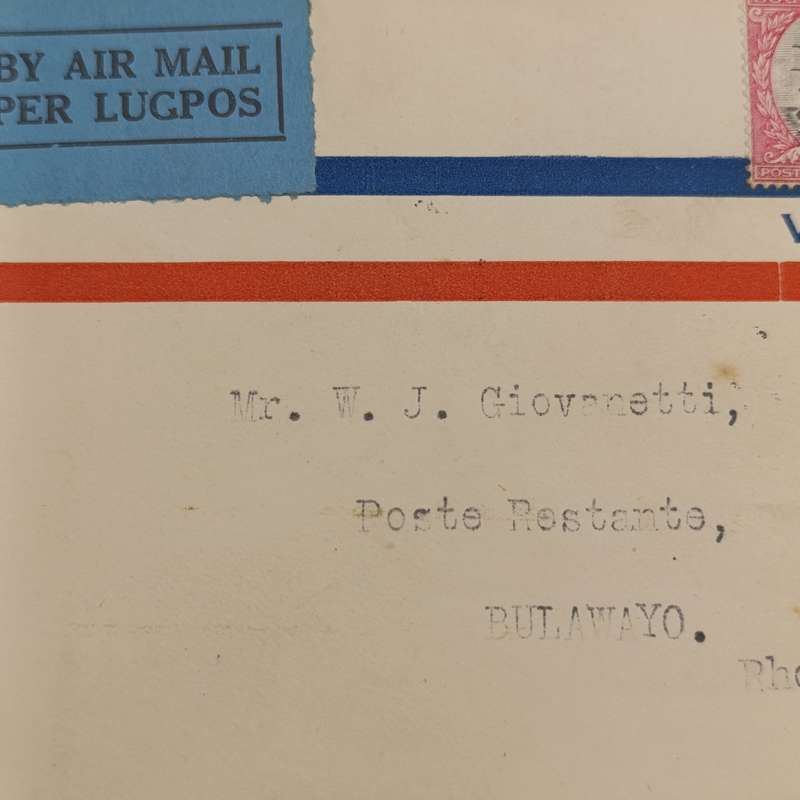 BY AIR MAIL
PER LUGPOS
Mr. W. J. Giovanetti,
Poste Restante,
BULAWAYO.